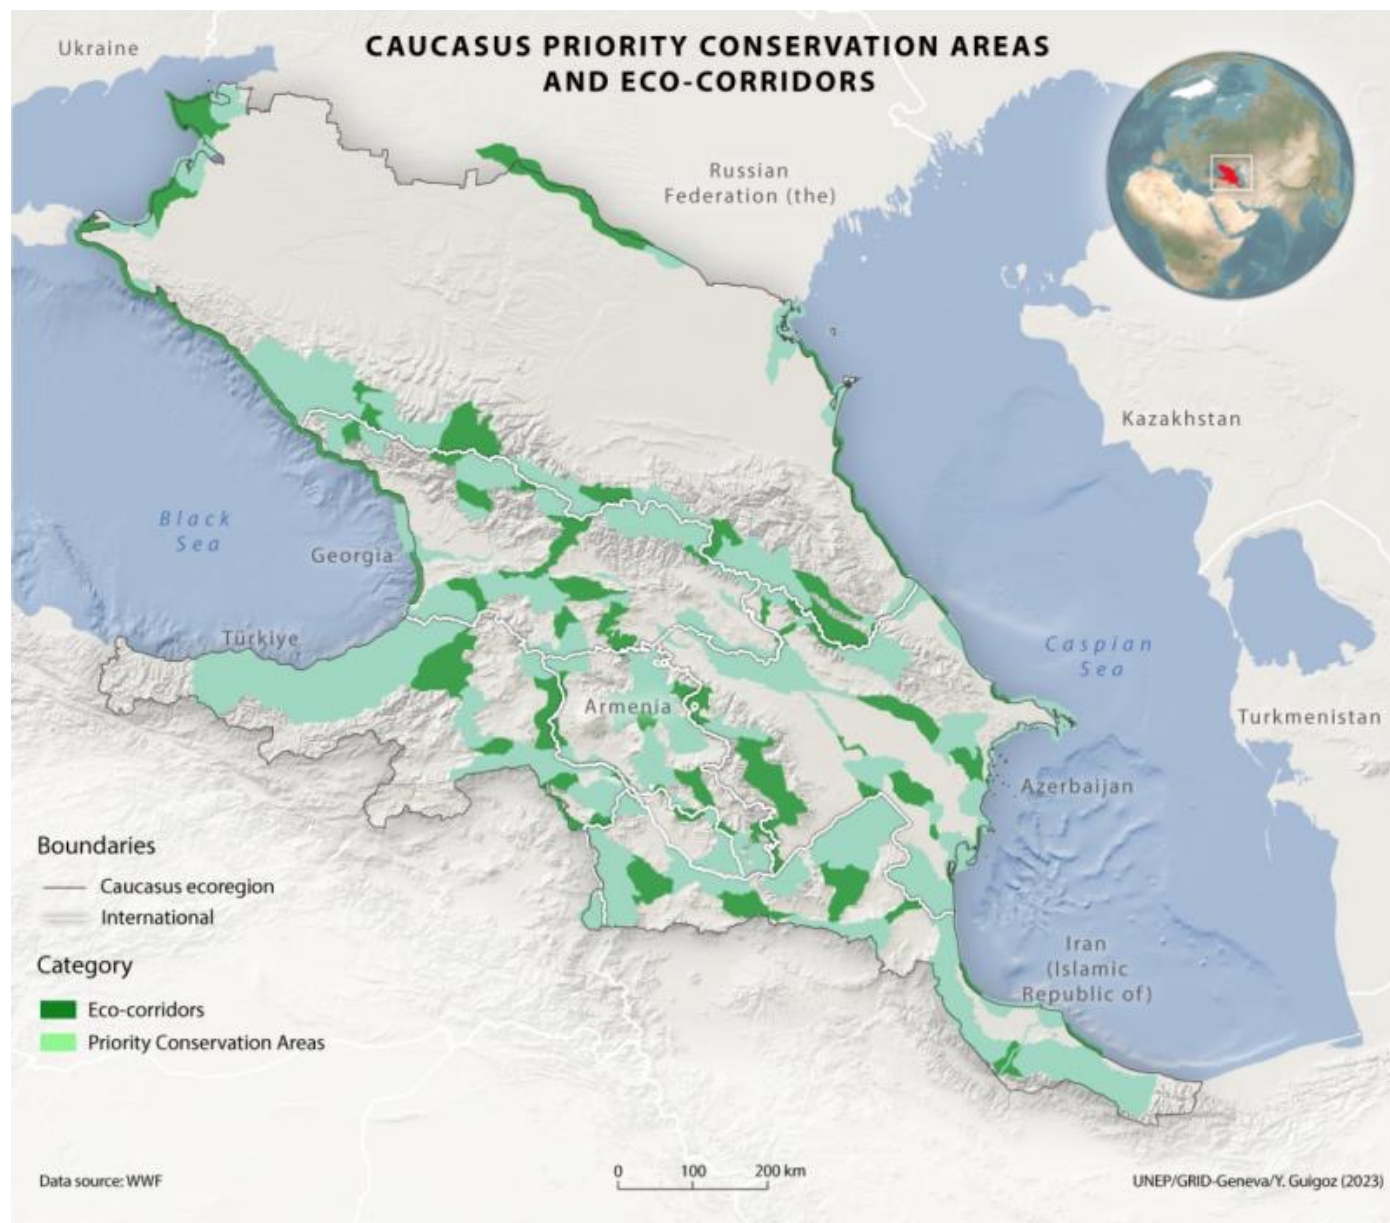 CAUCASUS PRIORITY CONSERVATION AREAS
AND ECO-CORRIDORS
Ukraine
Russian
Federation (the)
Kazakhstan
Black
Sea
Georgia
Türkiye
Caspian
Sea
Armenia
Turkmenistan
Azerbaijan
Iran
(Islamic
Republic of)
Boundaries
Caucasus ecoregion
International
Category
Eco-corridors
Priority Conservation Areas
Data source: WWF
0 100 200 km
UNEP/GRID-Geneva/Y. Guigoz (2023)